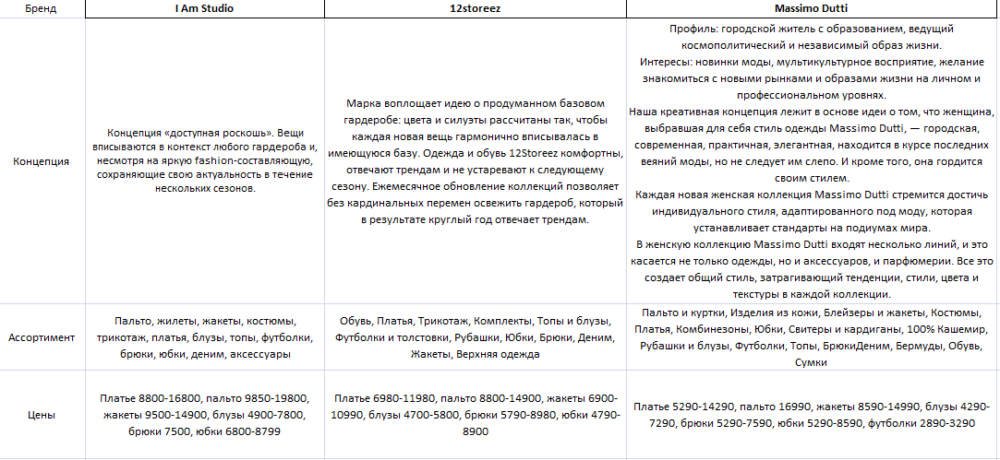 Бренд
I Am Studio
12storeez
Massimo Dutti
Концепция
Концепция «доступная роскошь». Вещи
вписываются в контекст любого гардероба и,
несмотря на яркую fashion-составляющую,
сохраняющие свою актуальность в течение
нескольких сезонов.
Марка воплощает идею о продуманном базовом
гардеробе: цвета и силуэты рассчитаны так, чтобы
каждая новая вещь гармонично вписывалась в
имеющуюся базу. Одежда и обувь 12Storeez комфортны,
отвечают трендам и не устаревают к следующему
сезону. Ежемесячное обновление коллекций позволяет
без кардинальных перемен освежить гардероб, который
в результате круглый год отвечает трендам.
Профиль: городской житель с образованием, ведущий
космополитический и независимый образ жизни.
Интересы: новинки моды, мультикультурное восприятие, желание
знакомиться с новыми рынками и образами жизни на личном и
профессиональном уровнях.
Наша креативная концепция лежит в основе идеи о том, что женщина,
выбравшая для себя стиль одежды Massimo Dutti, — городская,
современная, практичная, элегантная, находится в курсе последних
веяний моды, но не следует им слепо. И кроме того, она гордится
своим стилем.
Каждая новая женская коллекция Massimo Dutti стремится достичь
индивидуального стиля, адаптированного под моду, которая
устанавливает стандарты на подиумах мира.
В женскую коллекцию Massimo Dutti входят несколько линий, и это
касается не только одежды, но и аксессуаров, и парфюмерии. Все это
создает общий стиль, затрагивающий тенденции, стили, цвета и
текстуры в каждой коллекции.
Ассортимент
Пальто, жилеты, жакеты, костюмы,
трикотаж, платья, блузы, топы, футболки,
брюки, юбки, деним, аксессуары
Обувь, Платья, Трикотаж, Комплекты, Топы и блузы,
Футболки и толстовки, Рубашки, Юбки, Брюки, Деним,
Жакеты, Верхняя одежда
Пальто и куртки, Изделия из кожи, Блейзеры и жакеты, Костюмы,
Платья, Комбинезоны, Юбки, Свитеры и кардиганы, 100% Кашемир,
Рубашки и блузы, Футболки, Топы, БрюкиДеним, Бермуды, Обувь,
Сумки
Цены
Платье 8800-16800, пальто 9850-19800,
жакеты 9500-14900, блузы 4900-7800,
брюки 7500, юбки 6800-8799
Платье 6980-11980, пальто 8800-14900, жакеты 6900-
10990, блузы 4700-5800, брюки 5790-8980, юбки 4790-
8900
Платье 5290-14290, пальто 16990, жакеты 8590-14990, блузы 4290-
7290, брюки 5290-7590, юбки 5290-8590, футболки 2890-3290